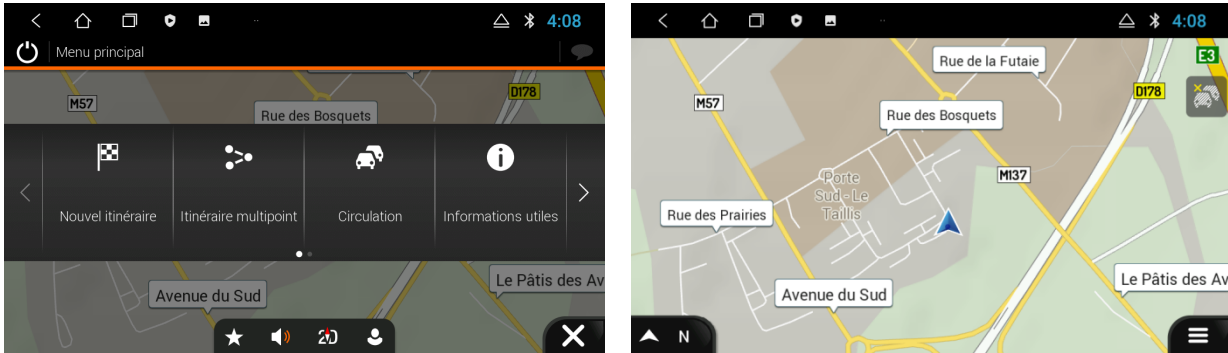 4:08
Menu principal
M57
D178
Rue des Bosquets
Nouvel itinéraire
Itinéraire multipoint
Circulation
Informations utiles
Le Pâtis des Av
Avenue du Sud
2D
4:08
Rue de la Futaie
E3
M57
D178
Rue des Bosquets
M137
Porte
Sud - Le
Taillis
Rue des Prairies
Le Pâtis des Av
Avenue du Sud
N